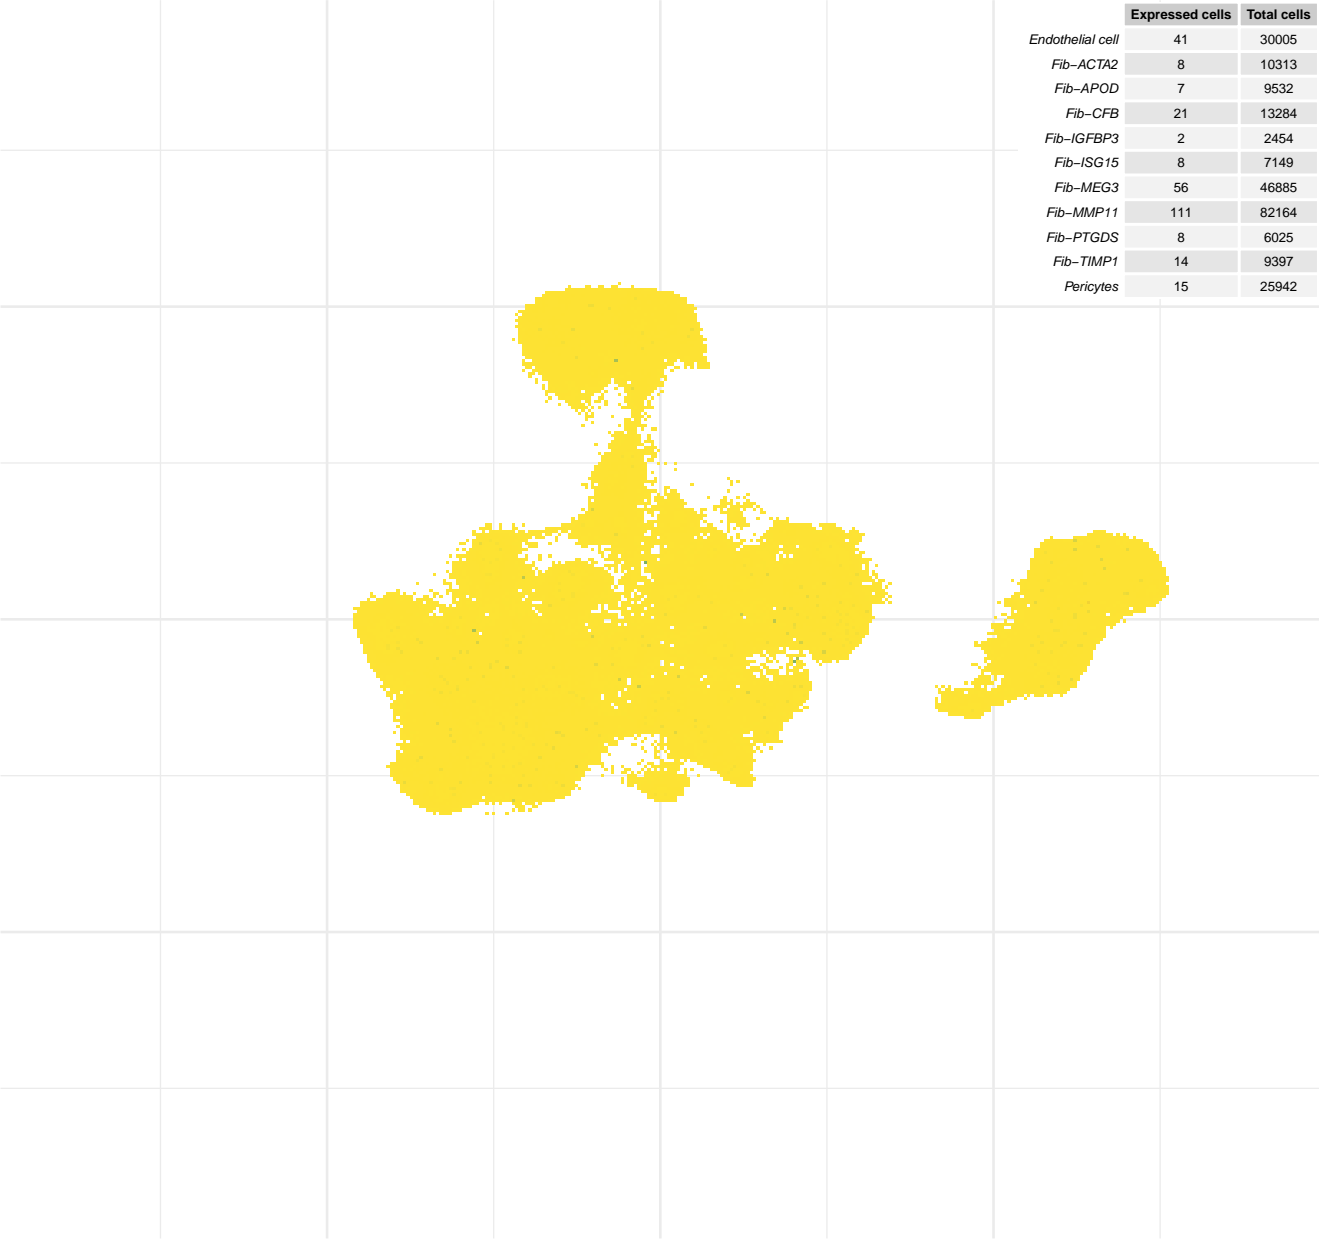 Expressed cells Total cells
Endothelial cell 41 30005
Fib−ACTA2 8 10313
Fib−APOD 7 9532
Fib−CFB 21 13284
Fib−IGFBP3 2 2454
Fib−ISG15 8 7149
Fib−MEG3 56 46885
Fib−MMP11 111 82164
Fib−PTGDS 8 6025
Fib−TIMP1 14 9397
Pericytes 15 25942